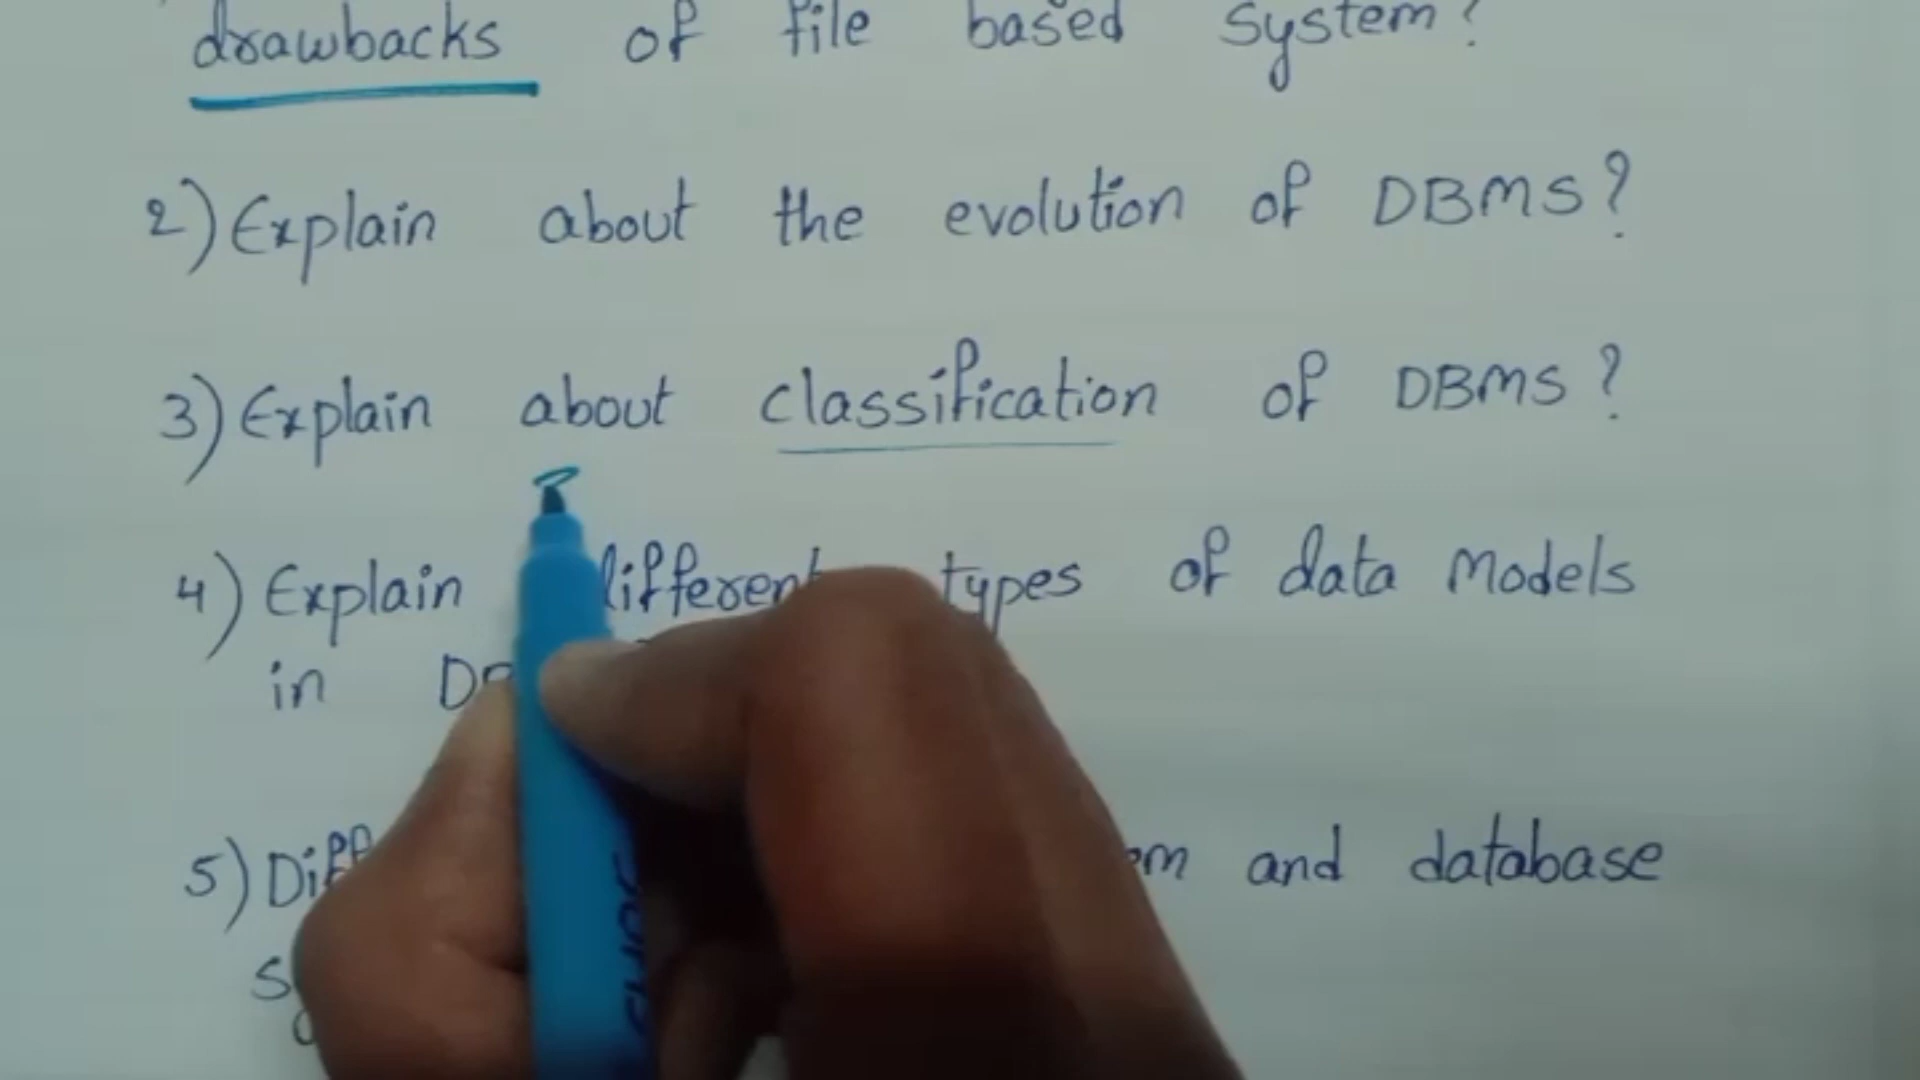 drawbacks of file based system?
2) Explain about the evolution of DBMS?
3) Explain about classification of DBMS?
4) Explain different types of data Models
in
5) and database